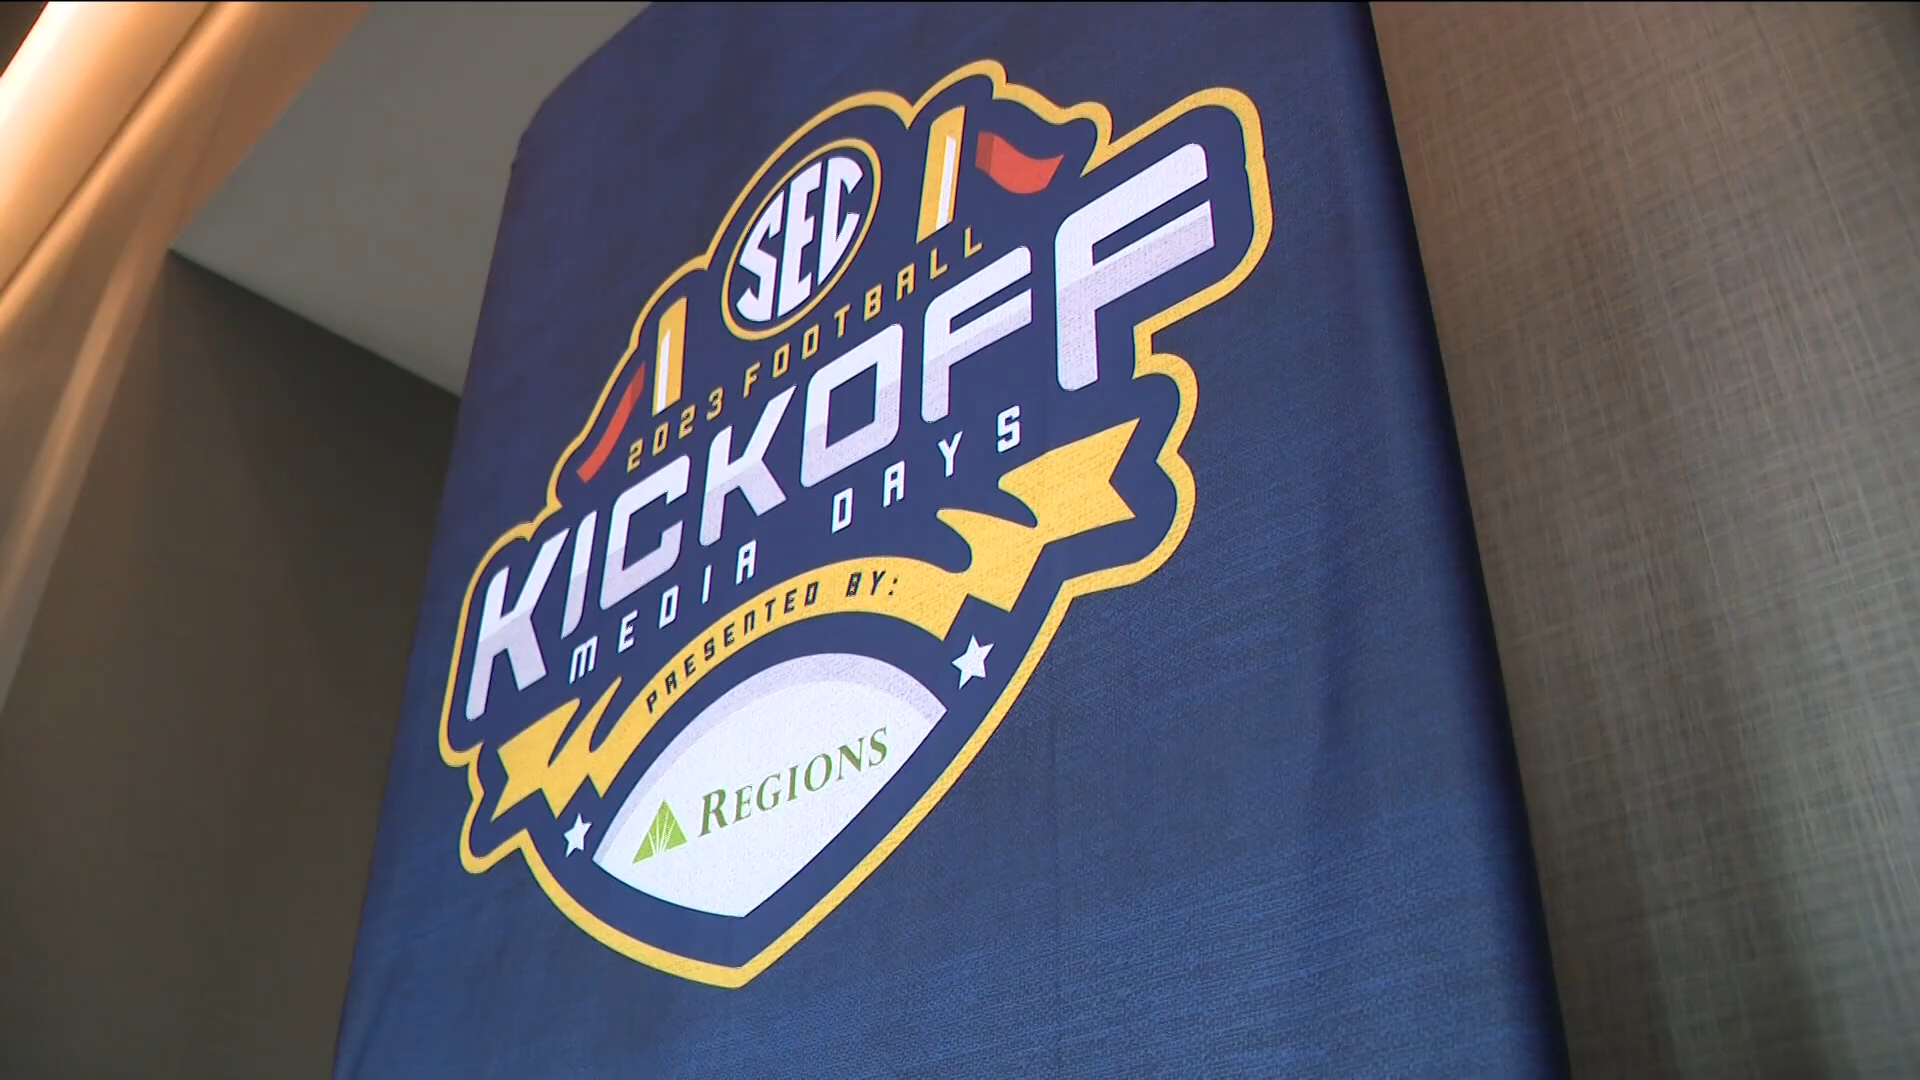 SEC
2023 FOOTBALL
KICKOFF
MEDIA DAYS
PRESENTED BY:
REGIONS